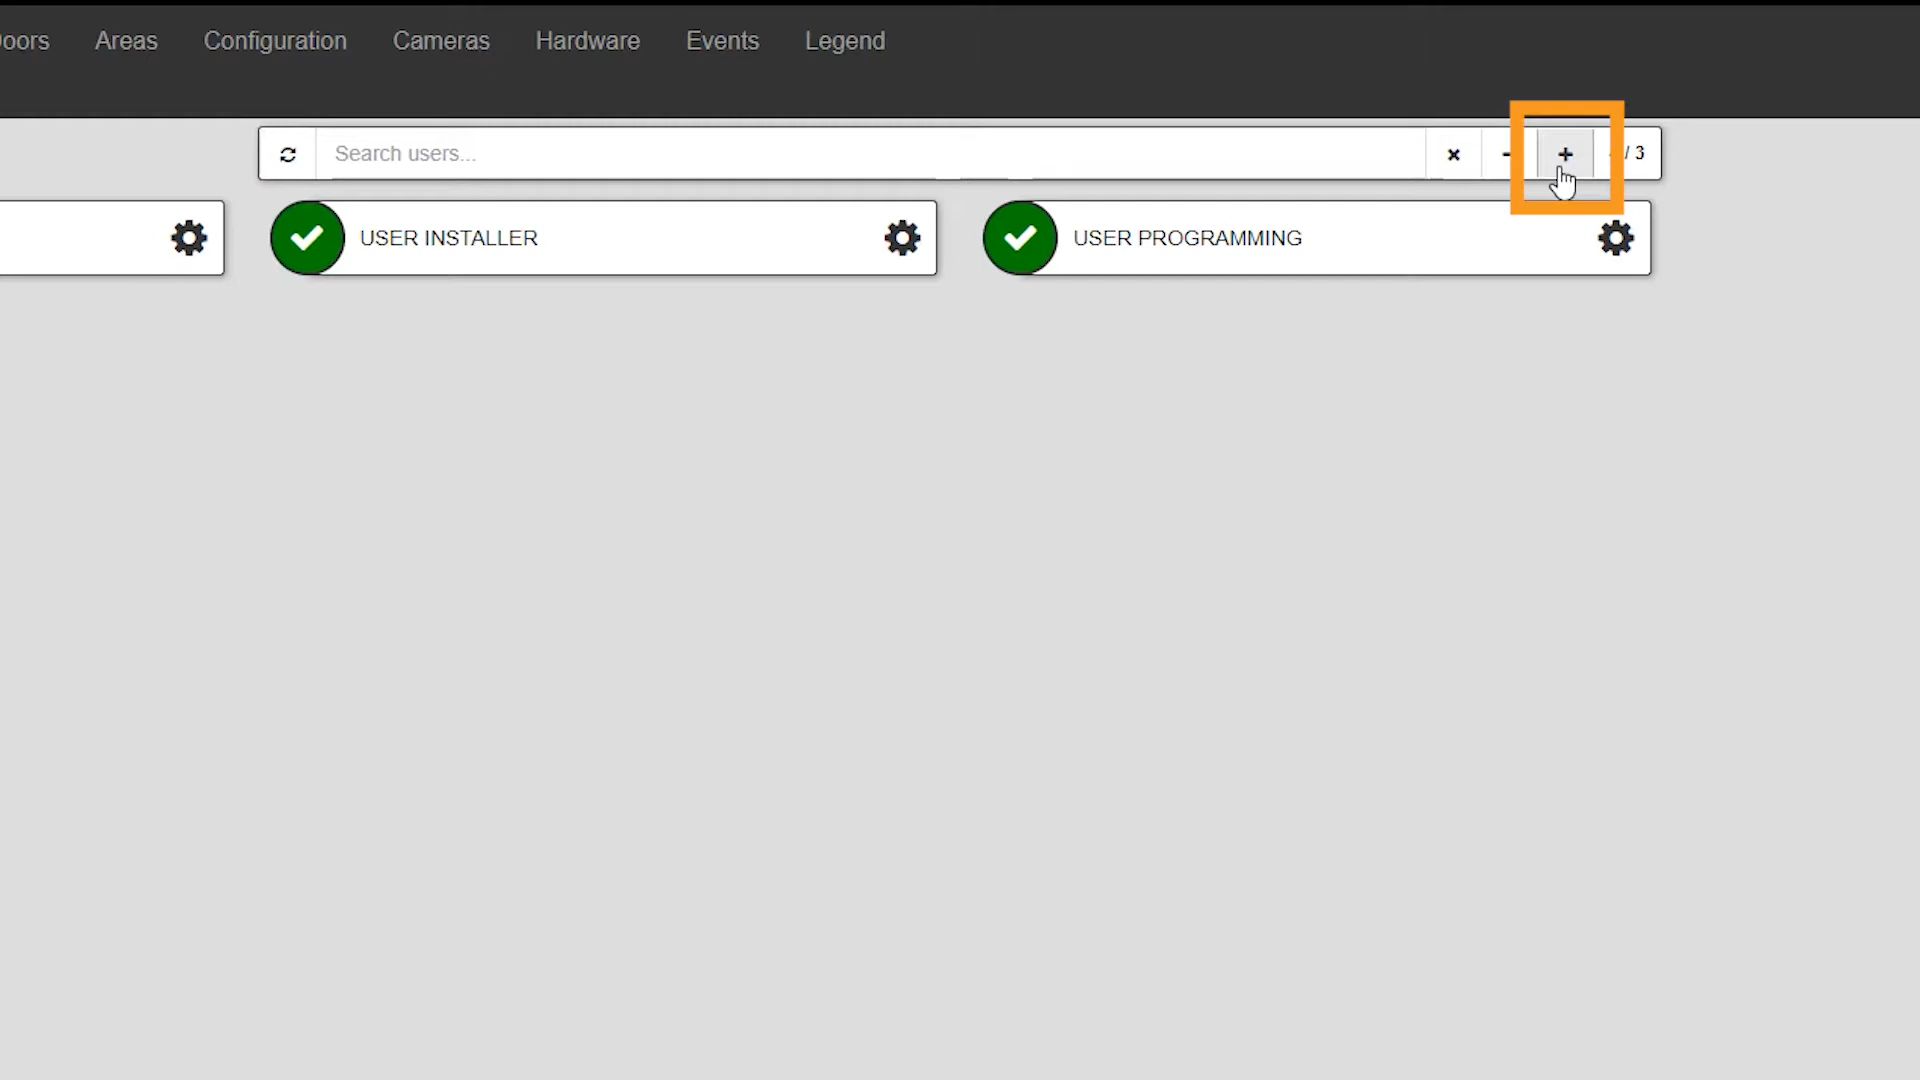 Areas Configuration Cameras Hardware Events Legend
Search users... / 3
USER INSTALLER USER PROGRAMMING